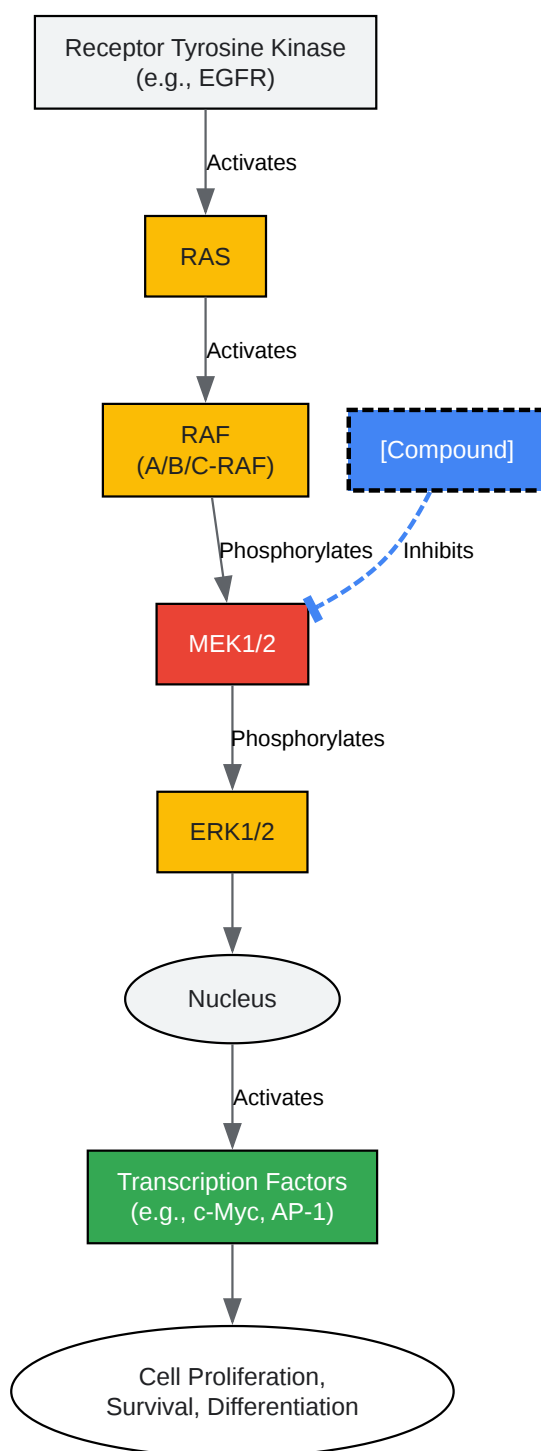 Receptor Tyrosine Kinase
(e.g., EGFR)
Activates
RAS
Activates
RAF
(A/B/C-RAF)
[Compound]
Phosphorylates
Inhibits
MEK1/2
Phosphorylates
ERK1/2
Nucleus
Activates
Transcription Factors
(e.g., c-Myc, AP-1)
Cell Proliferation,
Survival, Differentiation